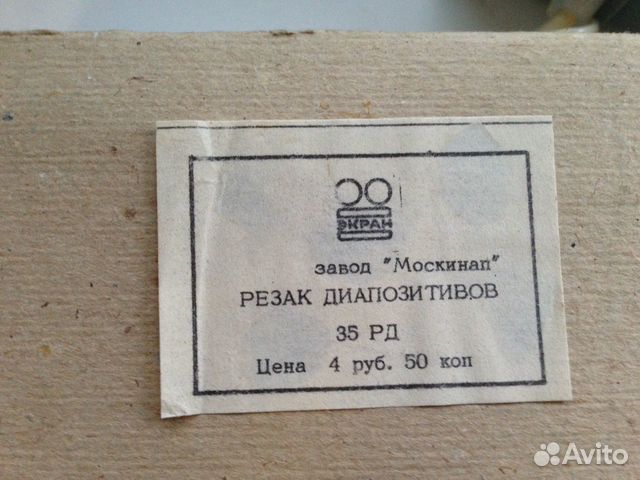 ЭКРАН
завод "Москинап"
РЕЗАК ДИАПОЗИТИВОВ
35 РД
Цена 4 руб. 50 коп
Avito